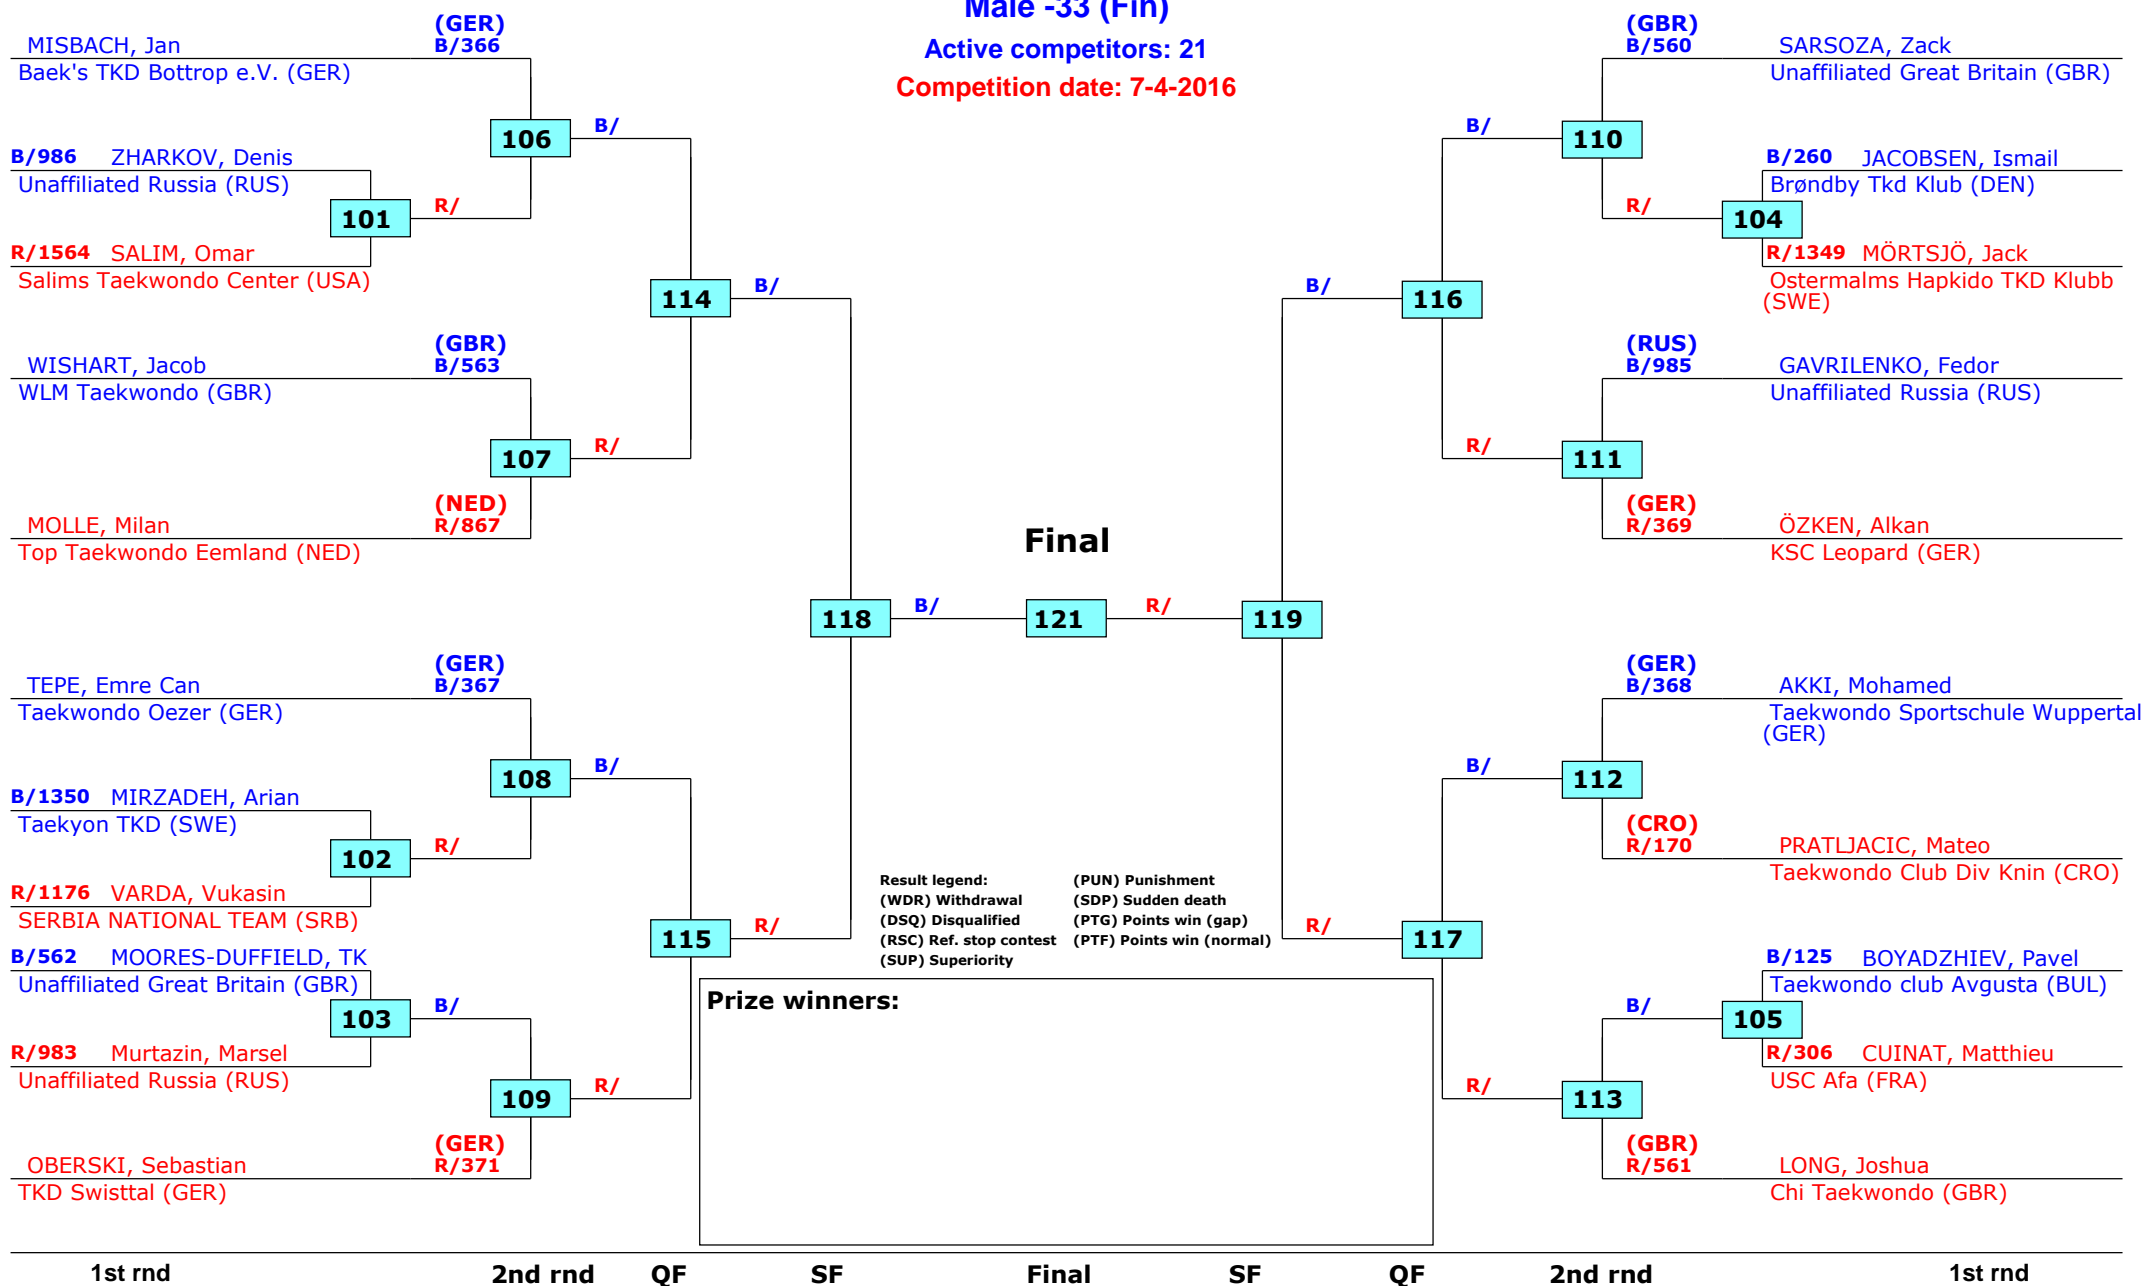 Male -33 (Fin)
Active competitors: 21
Competition date: 7-4-2016
(GER)
MISBACH, Jan B/366
Baek's TKD Bottrop e.V. (GER)
106
B/
B/986 ZHARKOV, Denis
Unaffiliated Russia (RUS)
101
R/
R/1564 SALIM, Omar
Salims Taekwondo Center (USA)
114
B/
(GBR)
WISHART, Jacob B/563
WLM Taekwondo (GBR)
107
R/
(NED)
MOLLE, Milan R/867
Top Taekwondo Eemland (NED)
118
B/
(GER)
TEPE, Emre Can B/367
Taekwondo Oezer (GER)
108
B/
B/1350 MIRZADEH, Arian
Taekyon TKD (SWE)
102
R/
R/1176 VARDA, Vukasin
SERBIA NATIONAL TEAM (SRB)
115
R/
B/562 MOORES-DUFFIELD, TK
Unaffiliated Great Britain (GBR)
103
B/
R/983 Murtazin, Marsel
Unaffiliated Russia (RUS)
109
R/
(GER)
OBERSKI, Sebastian R/371
TKD Swisttal (GER)
Final
121
R/
119
(GBR)
B/560 SARSOZA, Zack
Unaffiliated Great Britain (GBR)
B/
110
B/260 JACOBSEN, Ismail
Brøndby Tkd Klub (DEN)
R/
104
R/1349 MÖRTSJÖ, Jack
Ostermalms Hapkido TKD Klubb
(SWE)
B/
116
(RUS)
B/985 GAVRILENKO, Fedor
Unaffiliated Russia (RUS)
R/
111
(GER)
R/369 ÖZKEN, Alkan
KSC Leopard (GER)
(GER)
B/368 AKKI, Mohamed
Taekwondo Sportschule Wuppertal
(GER)
B/
112
(CRO)
R/170 PRATLJACIC, Mateo
Taekwondo Club Div Knin (CRO)
R/
117
B/125 BOYADZHIEV, Pavel
Taekwondo club Avgusta (BUL)
B/
105
R/306 CUINAT, Matthieu
USC Afa (FRA)
R/
113
(GBR)
R/561 LONG, Joshua
Chi Taekwondo (GBR)
Result legend: (PUN) Punishment
(WDR) Withdrawal (SDP) Sudden death
(DSQ) Disqualified (PTG) Points win (gap)
(RSC) Ref. stop contest (PTF) Points win (normal)
(SUP) Superiority
Prize winners:
1st rnd 2nd rnd QF SF Final SF QF 2nd rnd 1st rnd